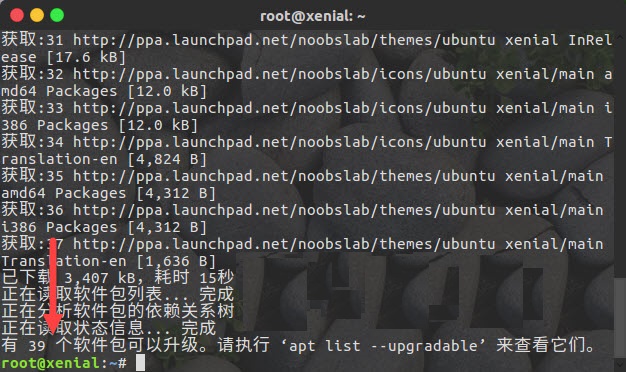 root@xenial: ~
获取:31 http://ppa.launchpad.net/noobslab/themes/ubuntu xenial InRel
ease [17.6 kB]
获取:32 http://ppa.launchpad.net/noobslab/icons/ubuntu xenial/main a
md64 Packages [12.0 kB]
获取:33 http://ppa.launchpad.net/noobslab/icons/ubuntu xenial/main i
386 Packages [12.0 kB]
获取:34 http://ppa.launchpad.net/noobslab/icons/ubuntu xenial/main T
ranslation-en [4,824 B]
获取:35 http://ppa.launchpad.net/noobslab/themes/ubuntu xenial/main
amd64 Packages [4,312 B]
获取:36 http://ppa.launchpad.net/noobslab/themes/ubuntu xenial/main
i386 Packages [4,312 B]
获取:37 http://ppa.launchpad.net/noobslab/themes/ubuntu xenial/main
Translation-en [1,636 B]
已下载 3,407 kB，耗时 15秒
正在读取软件包列表... 完成
正在分析软件包的依赖关系树
正在读取状态信息... 完成
有 39 个软件包可以升级。请执行 ‘apt list --upgradable’ 来查看它们。
root@xenial:~#